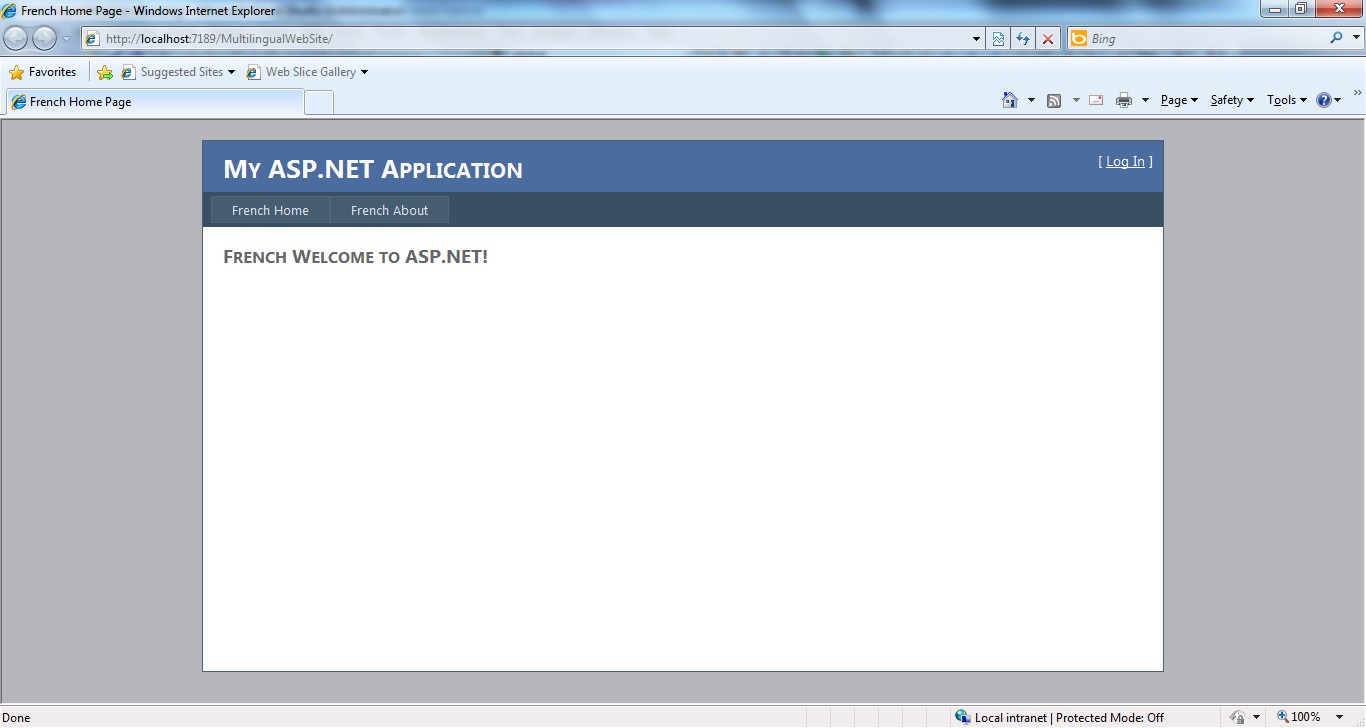 French Home Page - Windows Internet Explorer
http://localhost:7189/MultilingualWebSite/
Bing
Favorites
Suggested Sites
Web Slice Gallery
French Home Page
Page
Safety
Tools
»
My ASP.NET Application
[ Log In ]
French Home
French About
French Welcome to ASP.NET!
Done
Local intranet | Protected Mode: Off
100%